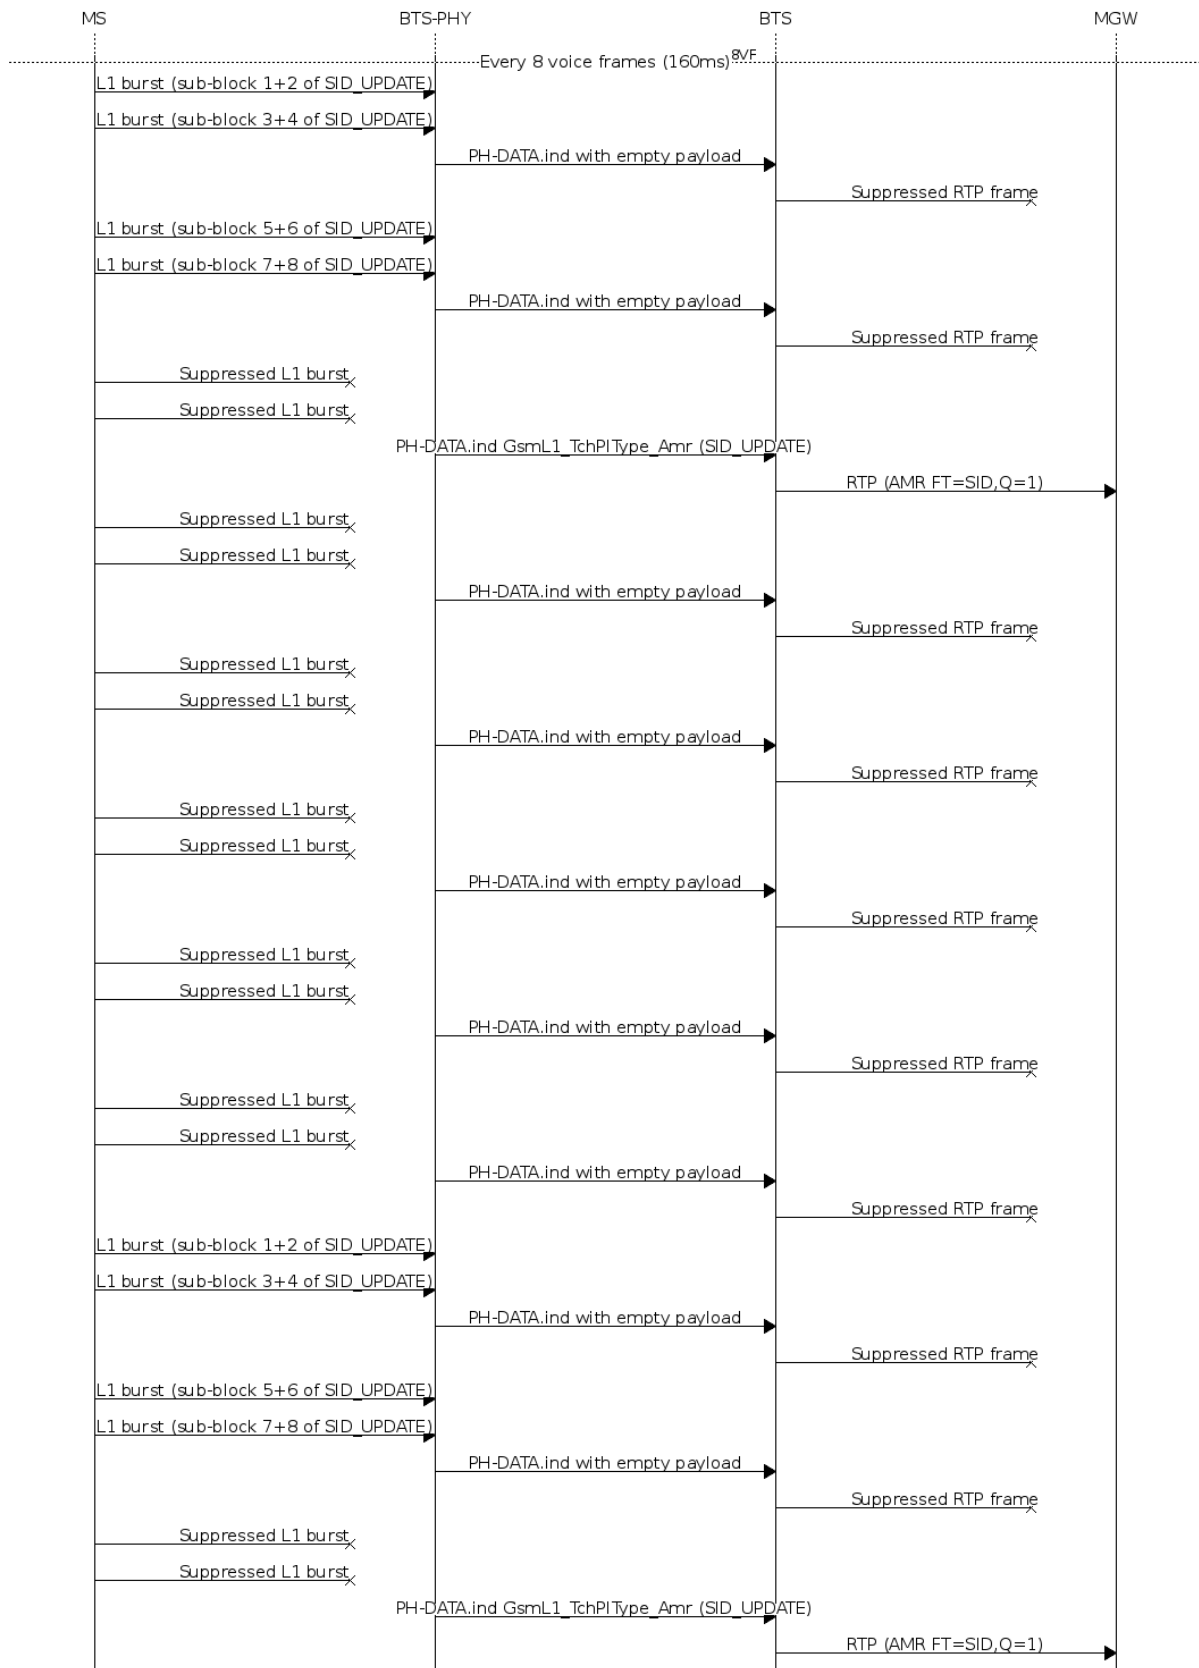 MS BTS-PHY BTS MGW
Every 8 voice frames (160ms) 8VF
L1 burst (sub-block 1+2 of SID_UPDATE)
L1 burst (sub-block 3+4 of SID_UPDATE)
PH-DATA.ind with empty payload
Suppressed RTP frame
L1 burst (sub-block 5+6 of SID_UPDATE)
L1 burst (sub-block 7+8 of SID_UPDATE)
PH-DATA.ind with empty payload
Suppressed RTP frame
Suppressed L1 burst
Suppressed L1 burst
PH-DATA.ind GsmL1_TchPlType_Amr (SID_UPDATE)
RTP (AMR FT=SID,Q=1)
Suppressed L1 burst
Suppressed L1 burst
PH-DATA.ind with empty payload
Suppressed RTP frame
Suppressed L1 burst
Suppressed L1 burst
PH-DATA.ind with empty payload
Suppressed RTP frame
Suppressed L1 burst
Suppressed L1 burst
PH-DATA.ind with empty payload
Suppressed RTP frame
Suppressed L1 burst
Suppressed L1 burst
PH-DATA.ind with empty payload
Suppressed RTP frame
Suppressed L1 burst
Suppressed L1 burst
PH-DATA.ind with empty payload
Suppressed RTP frame
L1 burst (sub-block 1+2 of SID_UPDATE)
L1 burst (sub-block 3+4 of SID_UPDATE)
PH-DATA.ind with empty payload
Suppressed RTP frame
L1 burst (sub-block 5+6 of SID_UPDATE)
L1 burst (sub-block 7+8 of SID_UPDATE)
PH-DATA.ind with empty payload
Suppressed RTP frame
Suppressed L1 burst
Suppressed L1 burst
PH-DATA.ind GsmL1_TchPlType_Amr (SID_UPDATE)
RTP (AMR FT=SID,Q=1)